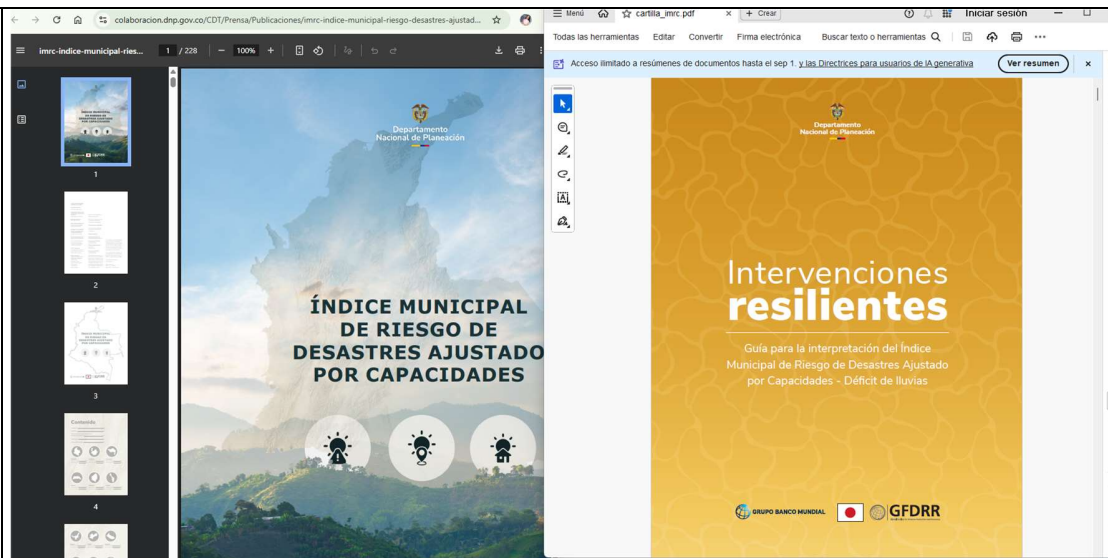 colaboracion.dnp.gov.co/CDT/Prensa/Publicaciones/imrc-indice-municipal-riesgo-desastres-ajustad...
imrc-indice-municipal-ries...
1 / 228
100%
1
2
3
Contenido
4
Departamento
Nacional de Planeación
ÍNDICE MUNICIPAL
DE RIESGO DE
DESASTRES AJUSTADO
POR CAPACIDADES
Menú
cartilla_imrc.pdf
+ Crear
Iniciar sesión
Todas las herramientas Editar Convertir Firma electrónica Buscar texto o herramientas
Acceso ilimitado a resúmenes de documentos hasta el sep 1. y las Directrices para usuarios de IA generativa
Ver resumen
Departamento
Nacional de Planeación
Intervenciones
resilientes
Guía para la interpretación del Índice
Municipal de Riesgo de Desastres Ajustado
por Capacidades - Déficit de lluvias
GRUPO BANCO MUNDIAL
GFDRR